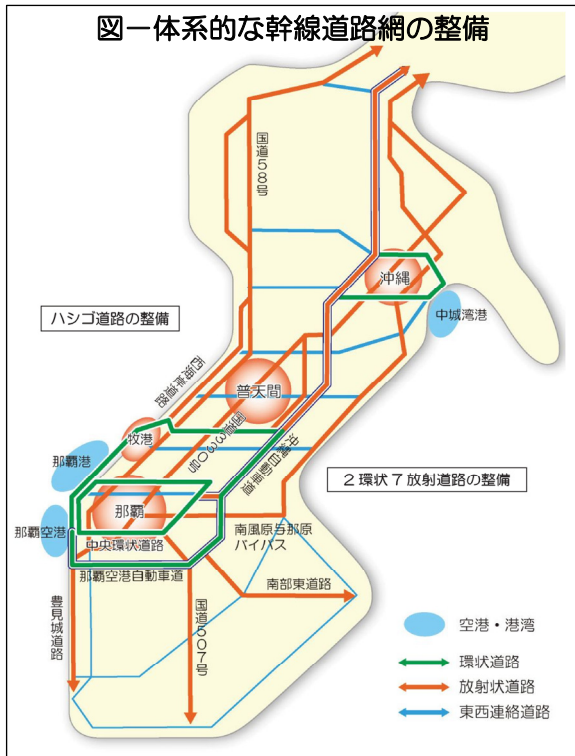 図－体系的な幹線道路網の整備
国道５８号
沖縄
中城湾港
ハシゴ道路の整備
西海岸道路
普天間
牧港
国道３３０号
沖縄自動車道
那覇港
２環状７放射道路の整備
那覇
那覇空港
中央環状道路
南風原与那原
バイパス
那覇空港自動車道
南部東道路
豊見城道路
国道５０７号
空港・港湾
環状道路
放射状道路
東西連絡道路